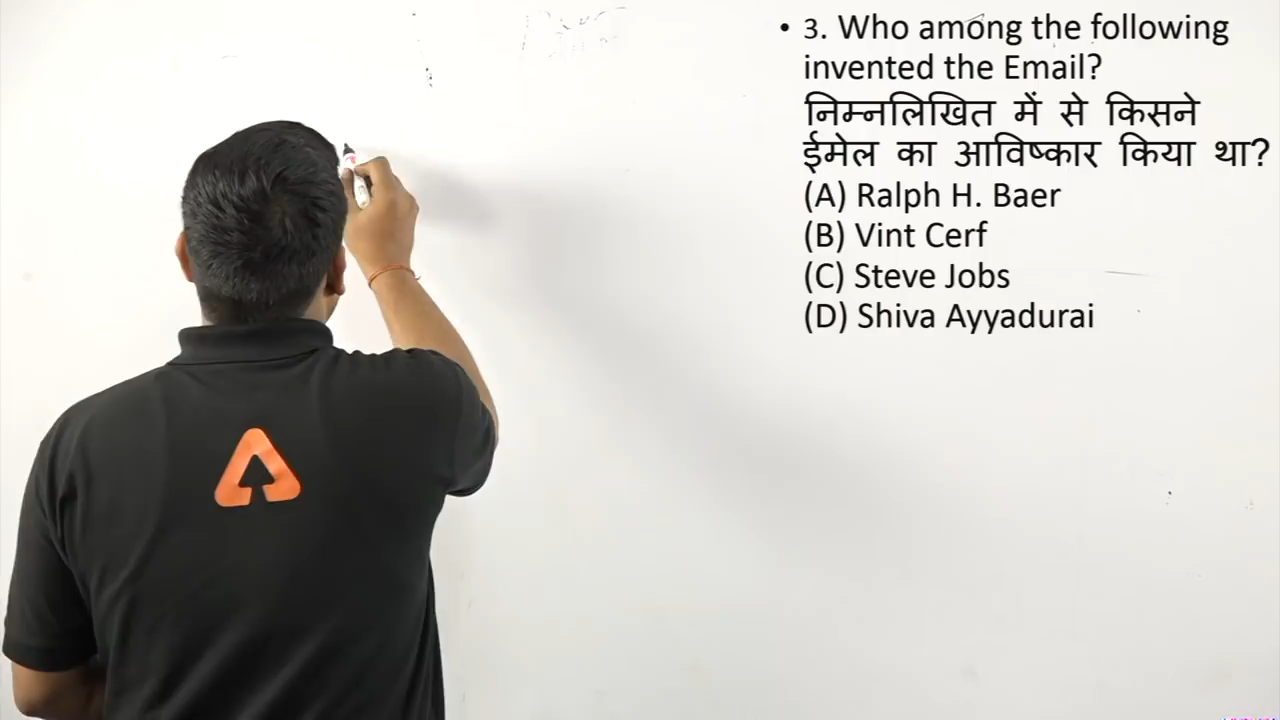 • 3. Who among the following
invented the Email?
निम्नलिखित में से किसने
ईमेल का आविष्कार किया था?
(A) Ralph H. Baer
(B) Vint Cerf
(C) Steve Jobs
(D) Shiva Ayyadurai